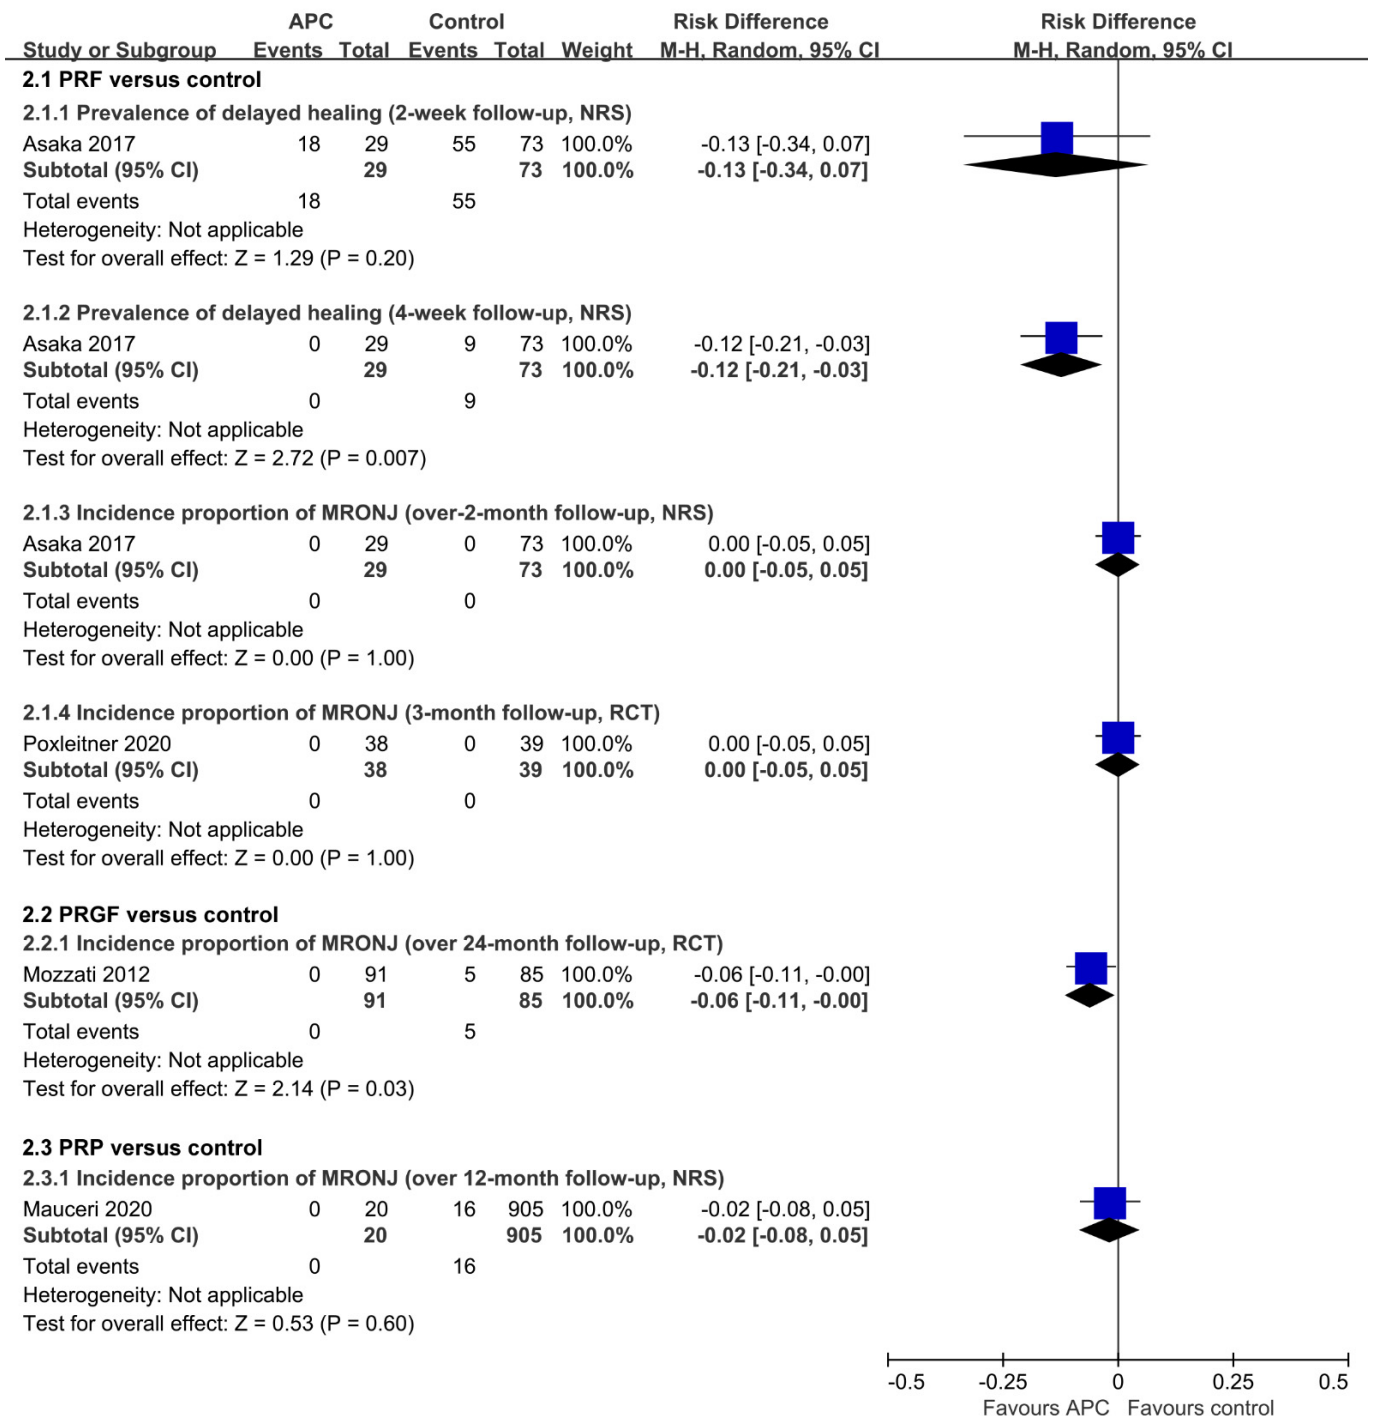 APC Control Risk Difference Risk Difference
Study or Subgroup Events Total Events Total Weight M-H, Random, 95% CI M-H, Random, 95% CI
2.1 PRF versus control
2.1.1 Prevalence of delayed healing (2-week follow-up, NRS)
Asaka 2017 18 29 55 73 100.0% -0.13 [-0.34, 0.07]
Subtotal (95% CI) 29 73 100.0% -0.13 [-0.34, 0.07]
Total events 18 55
Heterogeneity: Not applicable
Test for overall effect: Z = 1.29 (P = 0.20)
2.1.2 Prevalence of delayed healing (4-week follow-up, NRS)
Asaka 2017 0 29 9 73 100.0% -0.12 [-0.21, -0.03]
Subtotal (95% CI) 29 73 100.0% -0.12 [-0.21, -0.03]
Total events 0 9
Heterogeneity: Not applicable
Test for overall effect: Z = 2.72 (P = 0.007)
2.1.3 Incidence proportion of MRONJ (over-2-month follow-up, NRS)
Asaka 2017 0 29 0 73 100.0% 0.00 [-0.05, 0.05]
Subtotal (95% CI) 29 73 100.0% 0.00 [-0.05, 0.05]
Total events 0 0
Heterogeneity: Not applicable
Test for overall effect: Z = 0.00 (P = 1.00)
2.1.4 Incidence proportion of MRONJ (3-month follow-up, RCT)
Poxleitner 2020 0 38 0 39 100.0% 0.00 [-0.05, 0.05]
Subtotal (95% CI) 38 39 100.0% 0.00 [-0.05, 0.05]
Total events 0 0
Heterogeneity: Not applicable
Test for overall effect: Z = 0.00 (P = 1.00)
2.2 PRGF versus control
2.2.1 Incidence proportion of MRONJ (over 24-month follow-up, RCT)
Mozzati 2012 0 91 5 85 100.0% -0.06 [-0.11, -0.00]
Subtotal (95% CI) 91 85 100.0% -0.06 [-0.11, -0.00]
Total events 0 5
Heterogeneity: Not applicable
Test for overall effect: Z = 2.14 (P = 0.03)
2.3 PRP versus control
2.3.1 Incidence proportion of MRONJ (over 12-month follow-up, NRS)
Mauceri 2020 0 20 16 905 100.0% -0.02 [-0.08, 0.05]
Subtotal (95% CI) 20 905 100.0% -0.02 [-0.08, 0.05]
Total events 0 16
Heterogeneity: Not applicable
Test for overall effect: Z = 0.53 (P = 0.60)
-0.5 -0.25 0 0.25 0.5
Favours APC Favours control